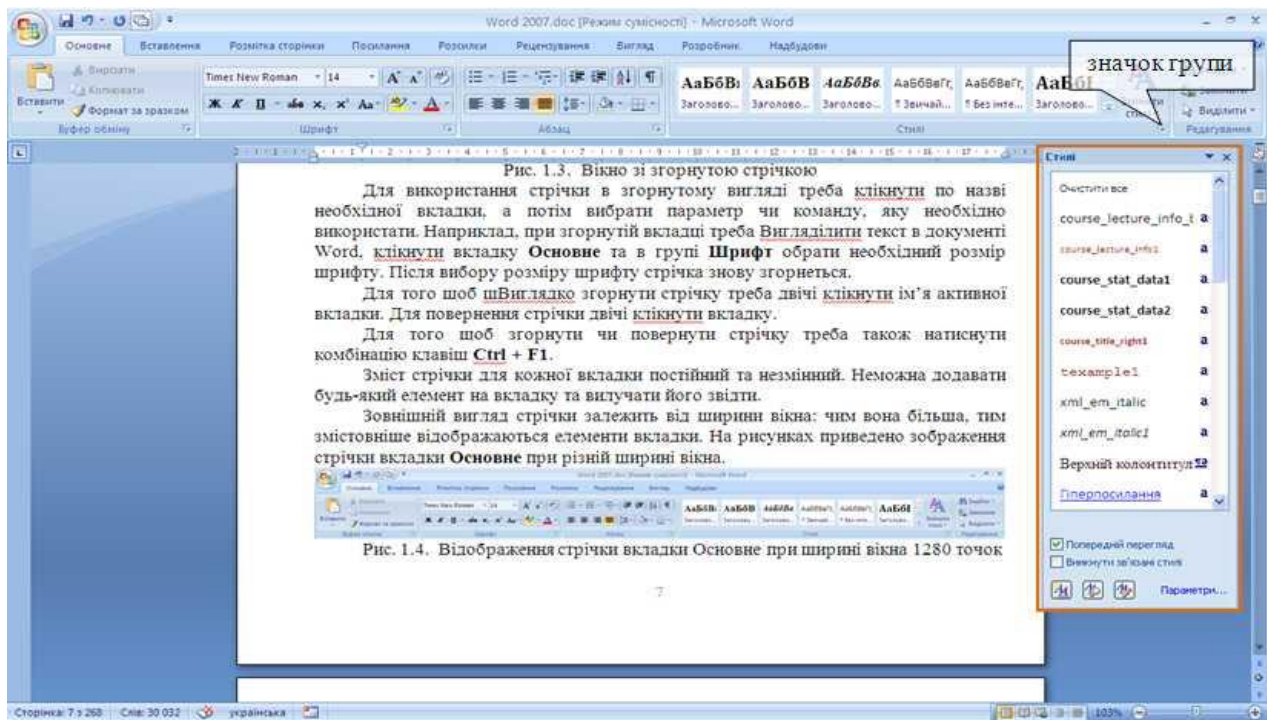 Word 2007.doc [Режим сумісності] - Microsoft Word
Основне Вставлення Розмітка сторінки Посилання Розсилки Рецензування Вигляд Розробник Надбудови
значок групи
Вирізати
Копіювати
Вставити
Формат за зразком
Times New Roman 14
АаБбВ АаБбВ АаБбВв АаБбВвГг, АаБбВвГг,
Заголово... Заголово... Заголово... ¶ Звичай... ¶ Без інте... Заголово...
Виділити
Буфер обміну Шрифт Абзац Стилі Редагування
Рис. 1.3. Вікно зі згорнутою стрічкою
Для використання стрічки в згорнутому вигляді треба клікнути по назві
необхідної вкладки, а потім вибрати параметр чи команду, яку необхідно
використати. Наприклад, при згорнутій вкладці треба Вигляділити текст в документі
Word, клікнути вкладку Основне та в групі Шрифт обрати необхідний розмір
шрифту. Після вибору розміру шрифту стрічка знову згорнеться.
Для того шоб шВиглядко згорнути стрічку треба двічі клікнути ім’я активної
вкладки. Для повернення стрічки двічі клікнути вкладку.
Для того шоб згорнути чи повернути стрічку треба також натиснути
комбінацію клавіш Ctrl + F1.
Зміст стрічки для кожної вкладки постійний та незмінний. Неможна додавати
будь-який елемент на вкладку та вилучати його звідти.
Зовнішній вигляд стрічки залежить від ширини вікна: чим вона більша, тим
змістовніше відображаються елементи вкладки. На рисунках приведено зображення
стрічки вкладки Основне при різній ширині вікна.
Рис. 1.4. Відображення стрічки вкладки Основне при ширині вікна 1280 точок
7
Стилі
Очистити все
course_lecture_info_t
course_lecture_info1
course_stat_data1
course_stat_data2
course_title_right1
texample1
xml_em_italic
xml_em_italic1
Верхній колонтитул
Гіперпосилання
Попередній перегляд
Вимкнути зв'язані стилі
Параметри...
Сторінка: 7 з 268 Слів: 30 032 українська 103%